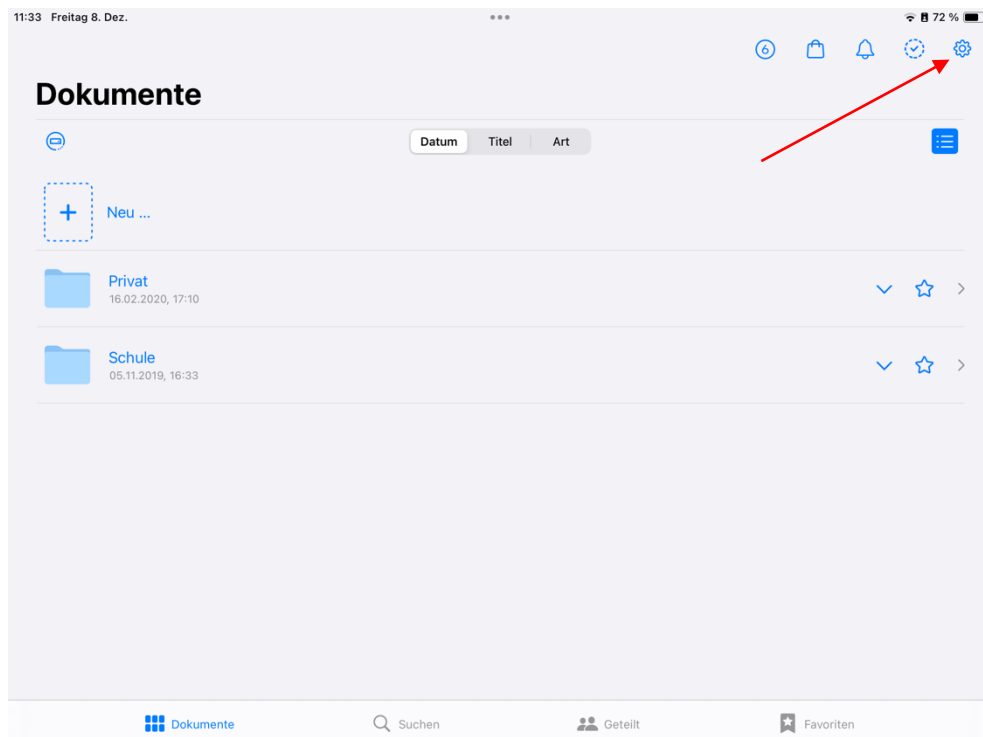 11:33 Freitag 8. Dez. 72 %
6
Dokumente
Datum Titel Art
Neu ...
Privat
16.02.2020, 17:10
Schule
05.11.2019, 16:33
Dokumente Suchen Geteilt Favoriten